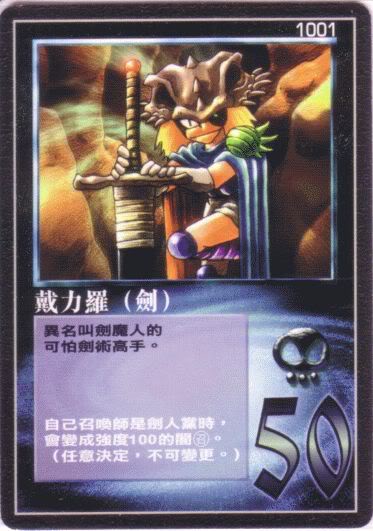 1001
戴力羅（劍）
異名叫劍魔人的
可怕劍術高手。
自己召喚師是劍人黨時，
會變成強度100的闇召。
（任意決定，不可變更。）
50